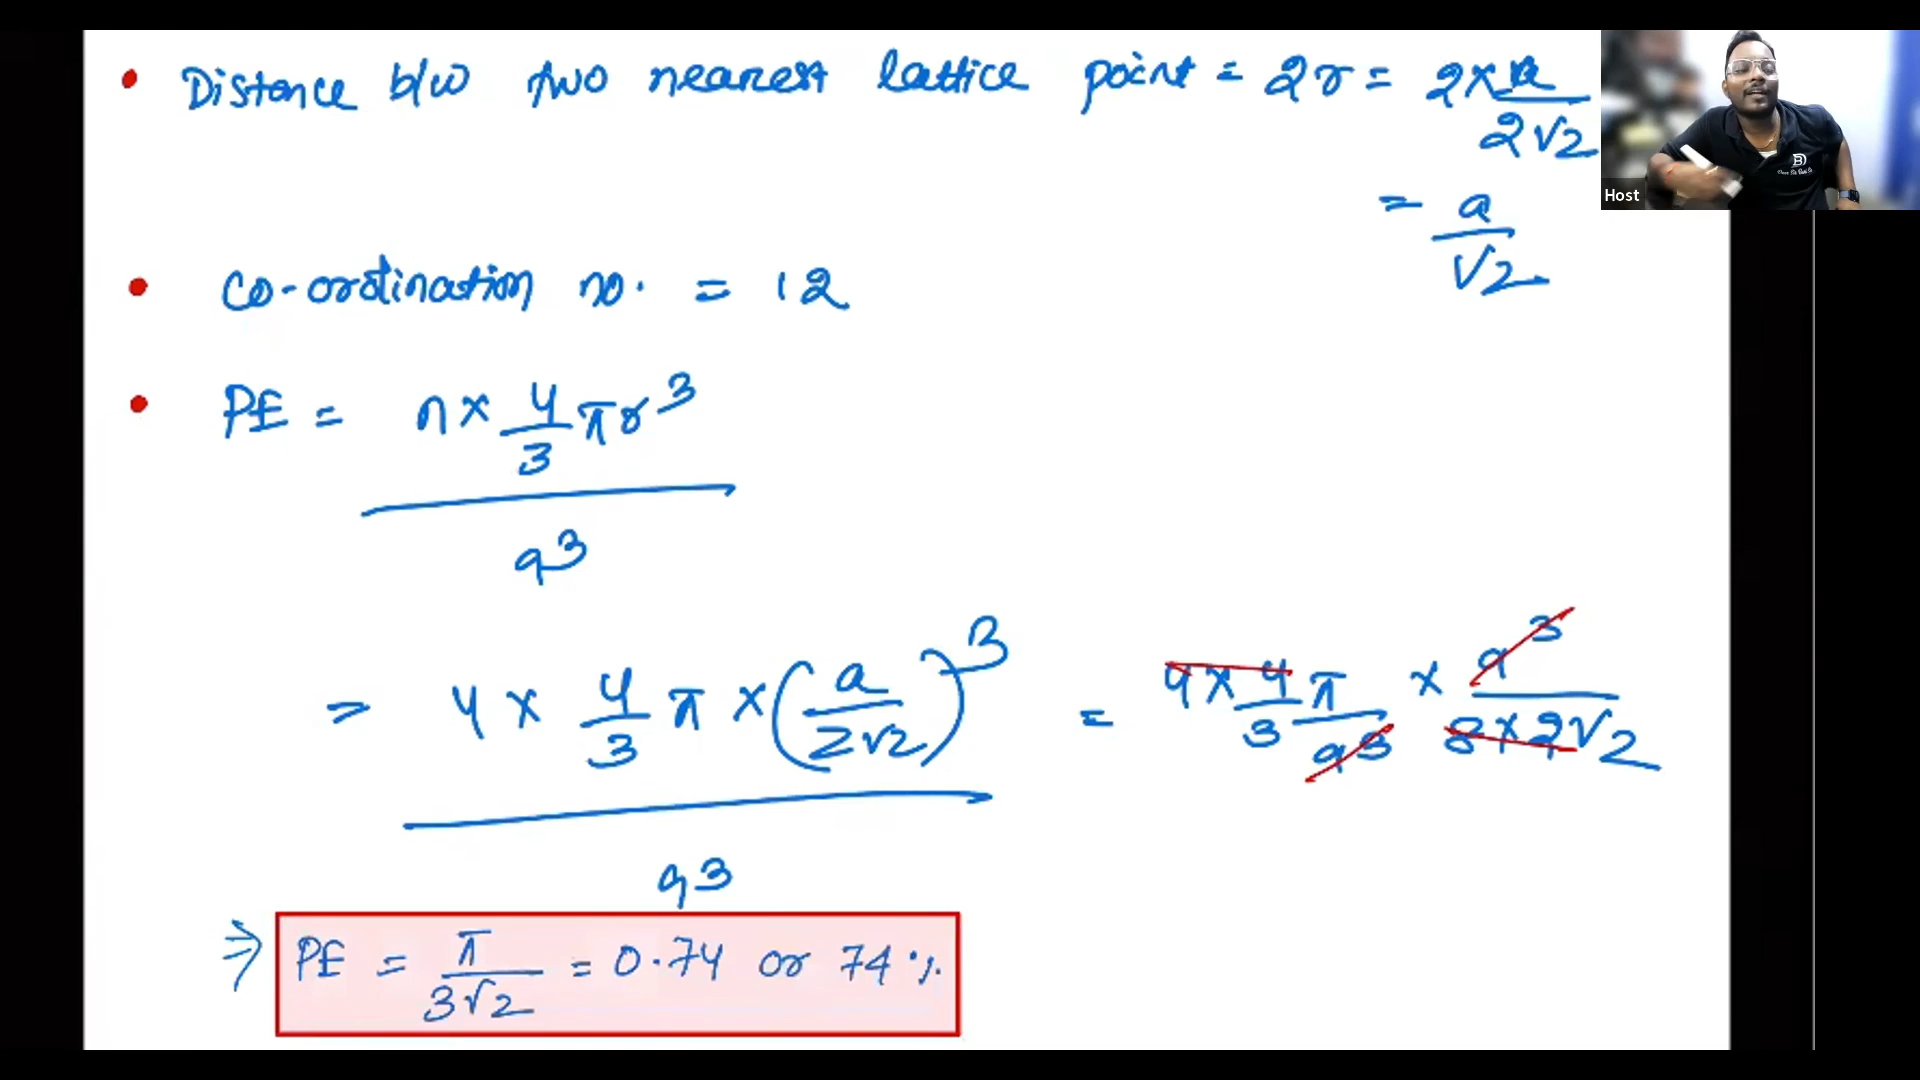 • Distance b/w two nearest lattice point = 2r = 2 × a/2√2
= a/√2
• Co-ordination no. = 12
• PE = n × 4/3 πr³ / a³
= 4 × 4/3 π × (a/2√2)³ / a³ = 4 × 4/3 π/a³ × a³/8×2√2
⇒ PE = π/3√2 = 0.74 or 74%
Host